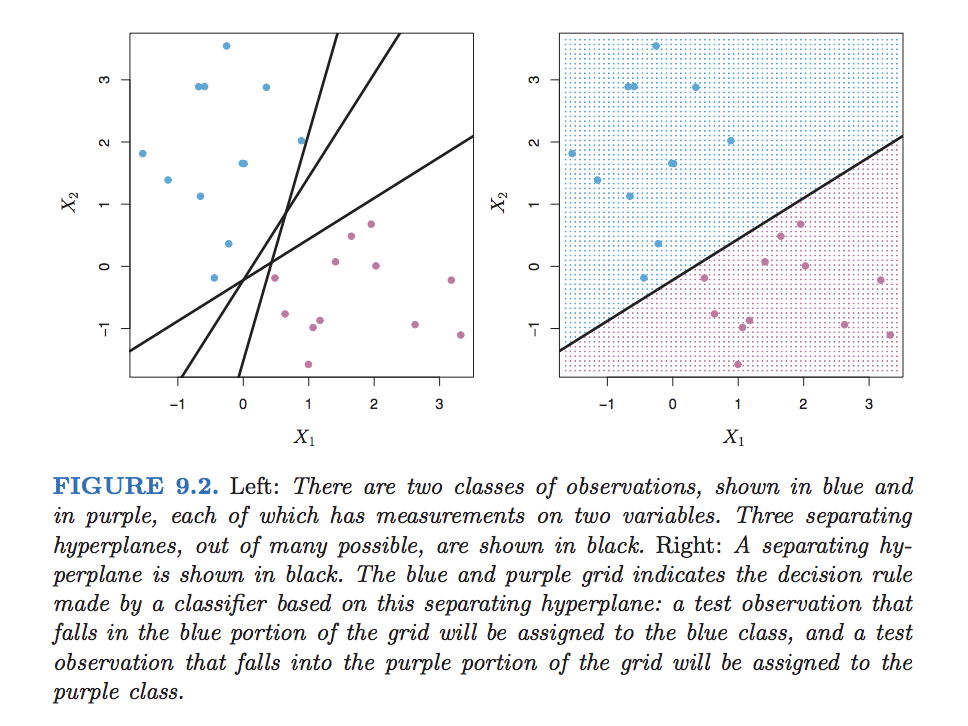 3
2
1
0
−1
X2
−1 0 1 2 3
X1
3
2
1
0
−1
X2
−1 0 1 2 3
X1
FIGURE 9.2. Left: There are two classes of observations, shown in blue and
in purple, each of which has measurements on two variables. Three separating
hyperplanes, out of many possible, are shown in black. Right: A separating hy-
perplane is shown in black. The blue and purple grid indicates the decision rule
made by a classifier based on this separating hyperplane: a test observation that
falls in the blue portion of the grid will be assigned to the blue class, and a test
observation that falls into the purple portion of the grid will be assigned to the
purple class.